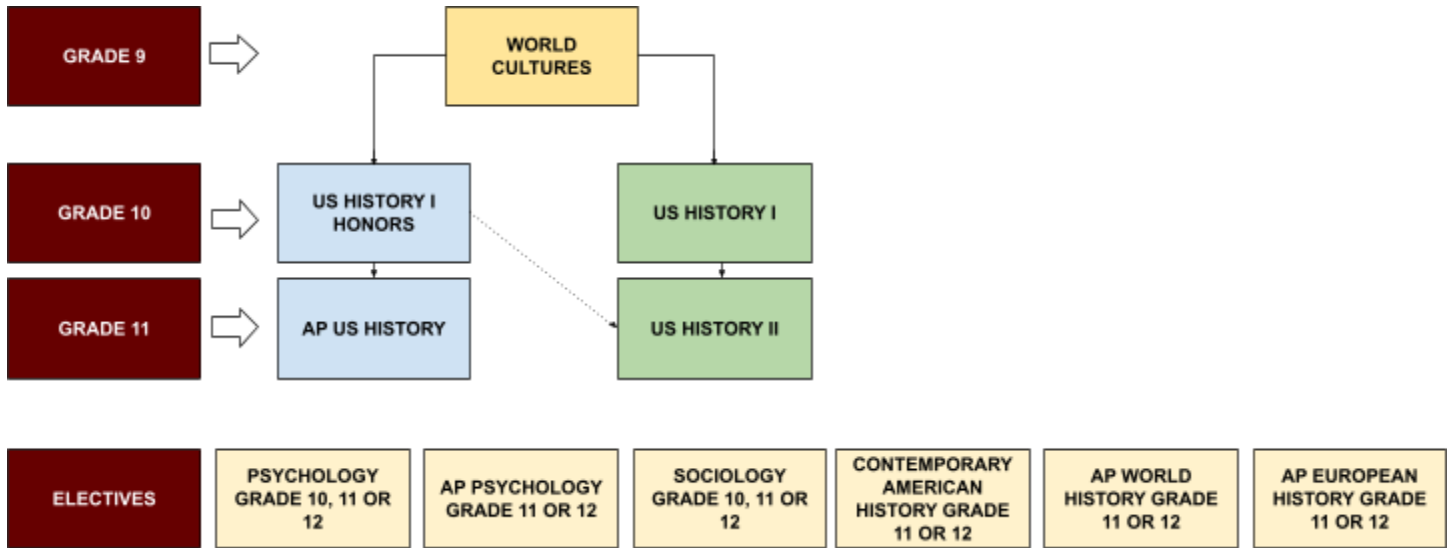 GRADE 9
WORLD
CULTURES
GRADE 10
US HISTORY I
HONORS
US HISTORY I
GRADE 11
AP US HISTORY
US HISTORY II
ELECTIVES
PSYCHOLOGY
GRADE 10, 11 OR
12
AP PSYCHOLOGY
GRADE 11 OR 12
SOCIOLOGY
GRADE 10, 11 OR
12
CONTEMPORARY
AMERICAN
HISTORY GRADE
11 OR 12
AP WORLD
HISTORY GRADE
11 OR 12
AP EUROPEAN
HISTORY GRADE
11 OR 12